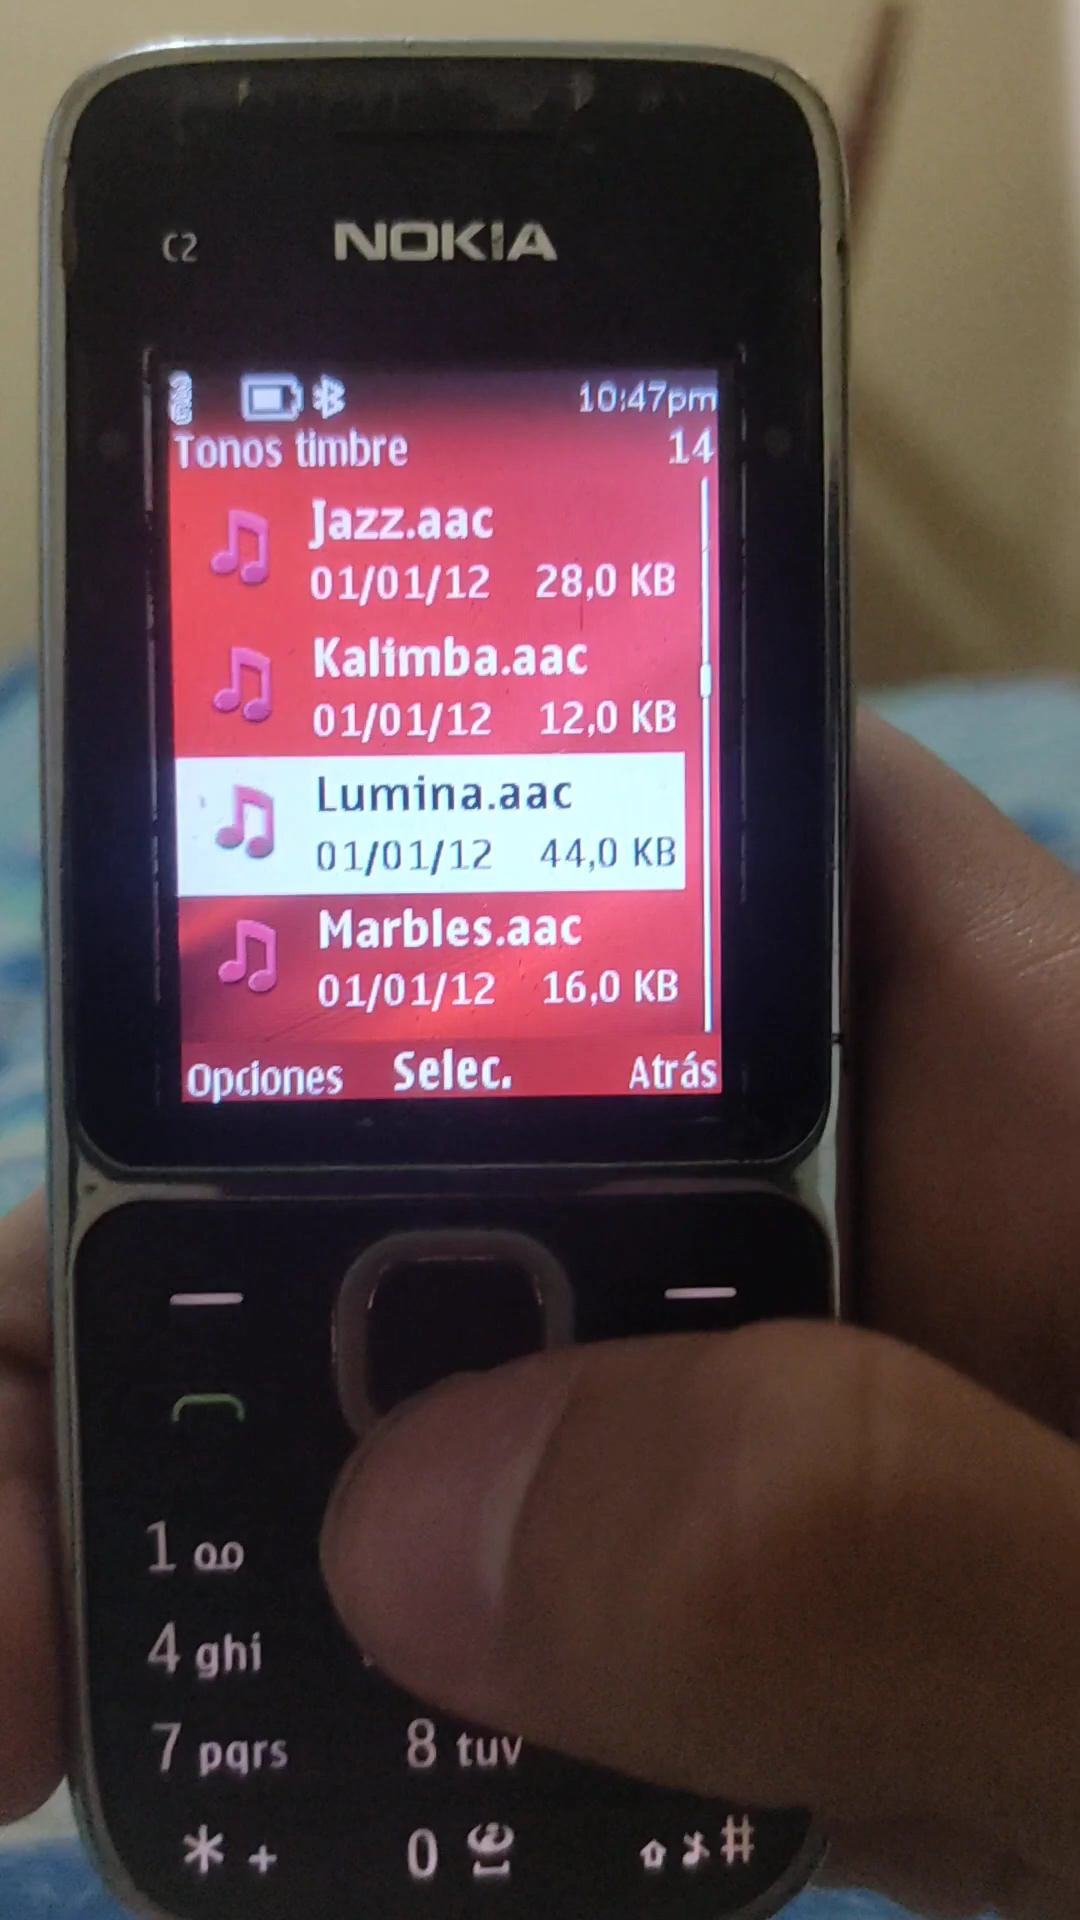 C2 NOKIA
10:47pm
Tonos timbre 14
Jazz.aac
01/01/12 28,0 KB
Kalimba.aac
01/01/12 12,0 KB
Lumina.aac
01/01/12 44,0 KB
Marbles.aac
01/01/12 16,0 KB
Opciones Selec. Atrás
1
4 ghi
7 pqrs 8 tuv
* + 0 #